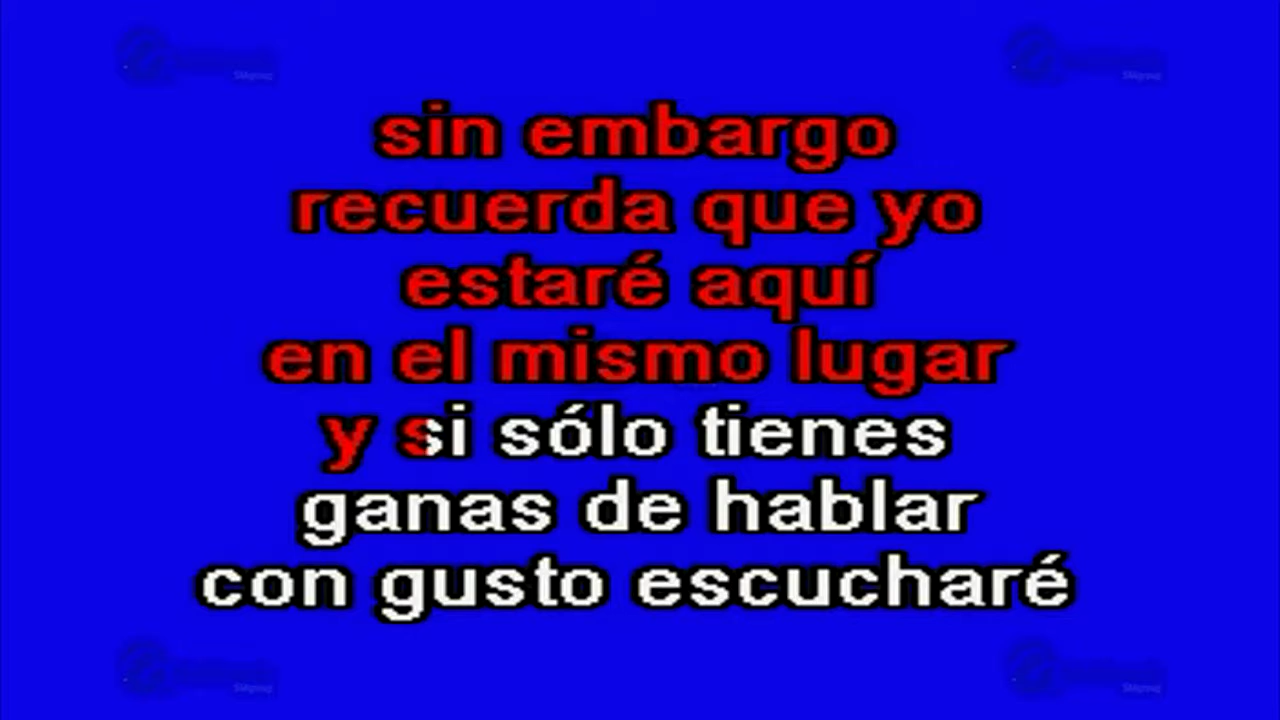 sin embargo
recuerda que yo
estaré aquí
en el mismo lugar
y si sólo tienes
ganas de hablar
con gusto escucharé